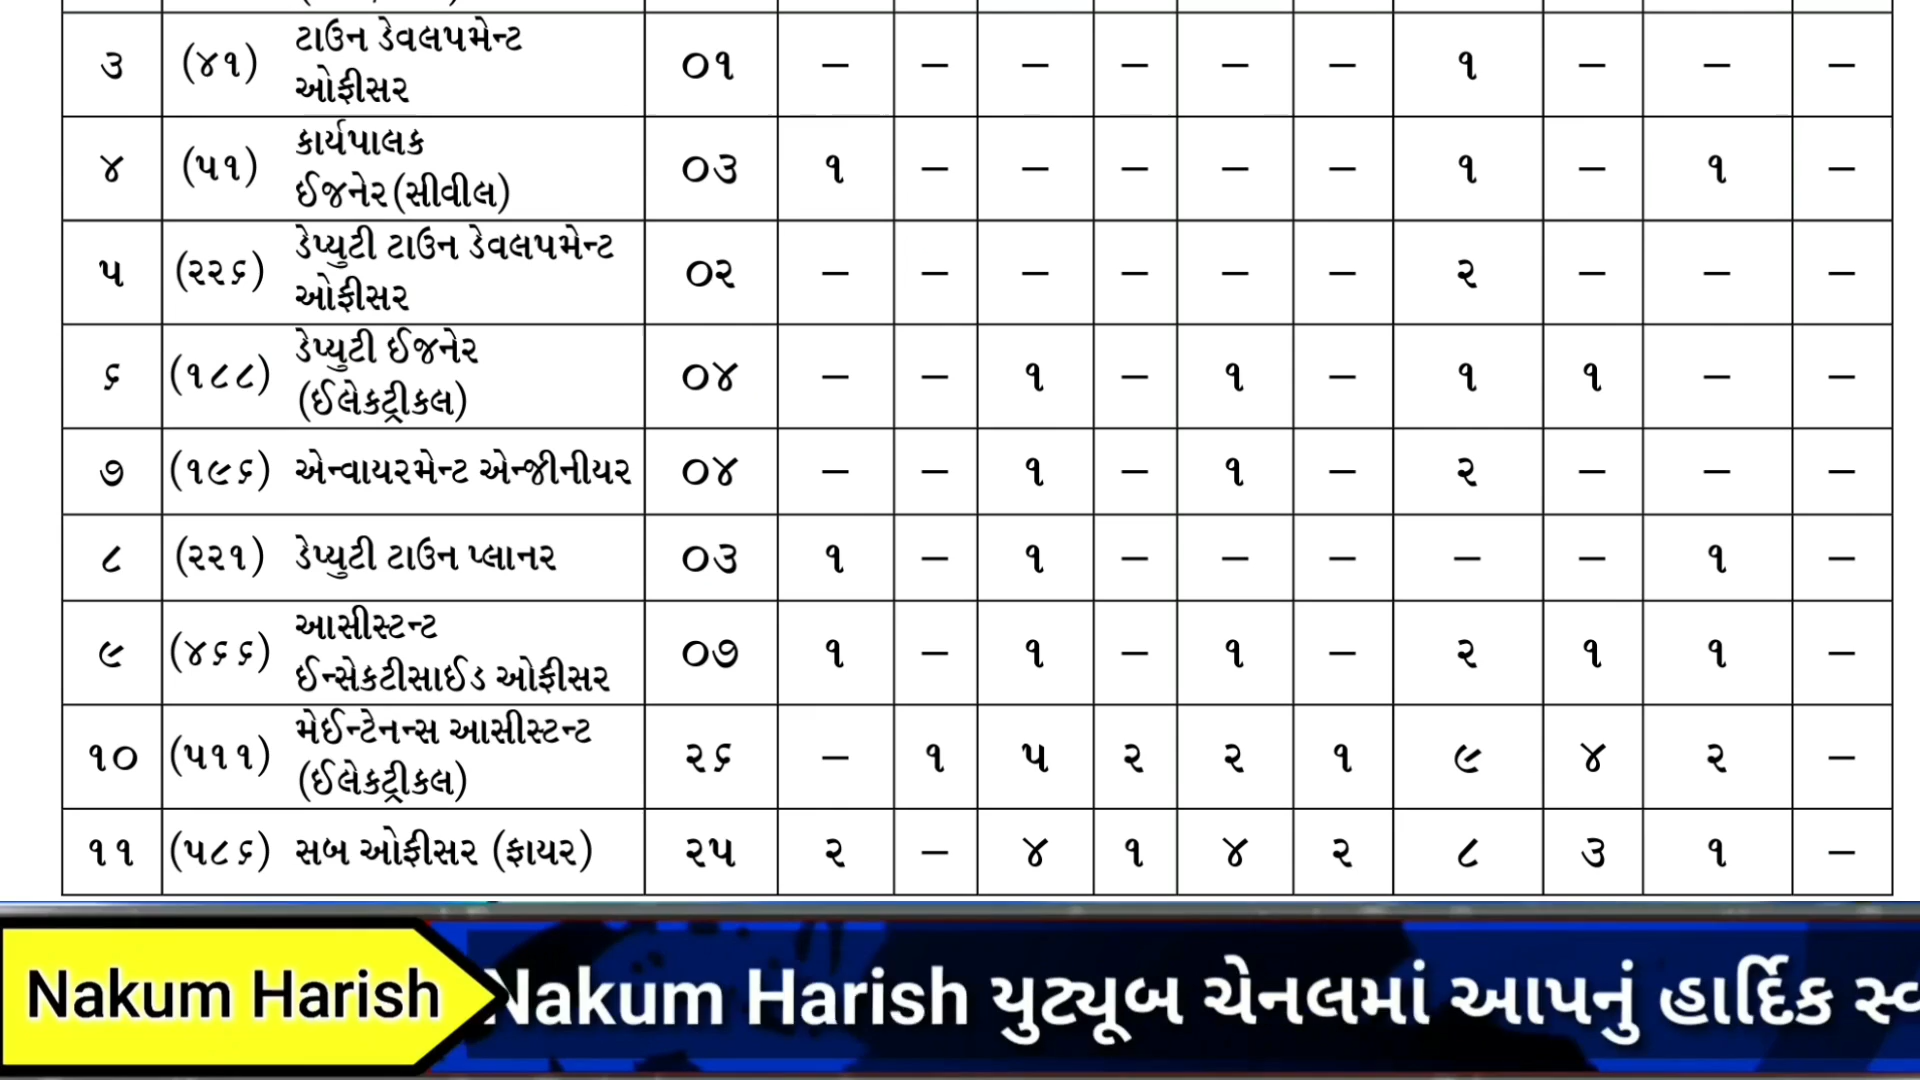 ૩ (૪૧) ટાઉન ડેવલપમેન્ટ ઓફીસર ૦૧ – – – – – – ૧ – – –
૪ (૫૧) કાર્યપાલક ઈજનેર(સીવીલ) ૦૩ ૧ – – – – – ૧ – ૧ –
૫ (૨૨૬) ડેપ્યુટી ટાઉન ડેવલપમેન્ટ ઓફીસર ૦૨ – – – – – – ૨ – – –
૬ (૧૮૮) ડેપ્યુટી ઈજનેર (ઈલેકટ્રીકલ) ૦૪ – – ૧ – ૧ – ૧ ૧ – –
૭ (૧૯૬) એન્વાયરમેન્ટ એન્જીનીયર ૦૪ – – ૧ – ૧ – ૨ – – –
૮ (૨૨૧) ડેપ્યુટી ટાઉન પ્લાનર ૦૩ ૧ – ૧ – – – – – ૧ –
૯ (૪૬૬) આસીસ્ટન્ટ ઈન્સેકટીસાઈડ ઓફીસર ૦૭ ૧ – ૧ – ૧ – ૨ ૧ ૧ –
૧૦ (૫૧૧) મેઈન્ટેનન્સ આસીસ્ટન્ટ (ઈલેકટ્રીકલ) ૨૬ – ૧ ૫ ૨ ૨ ૧ ૯ ૪ ૨ –
૧૧ (૫૮૬) સબ ઓફીસર (ફાયર) ૨૫ ૨ – ૪ ૧ ૪ ૨ ૮ ૩ ૧ –
Nakum Harish
Nakum Harish યુટ્યૂબ ચેનલમાં આપનું હાર્દિક